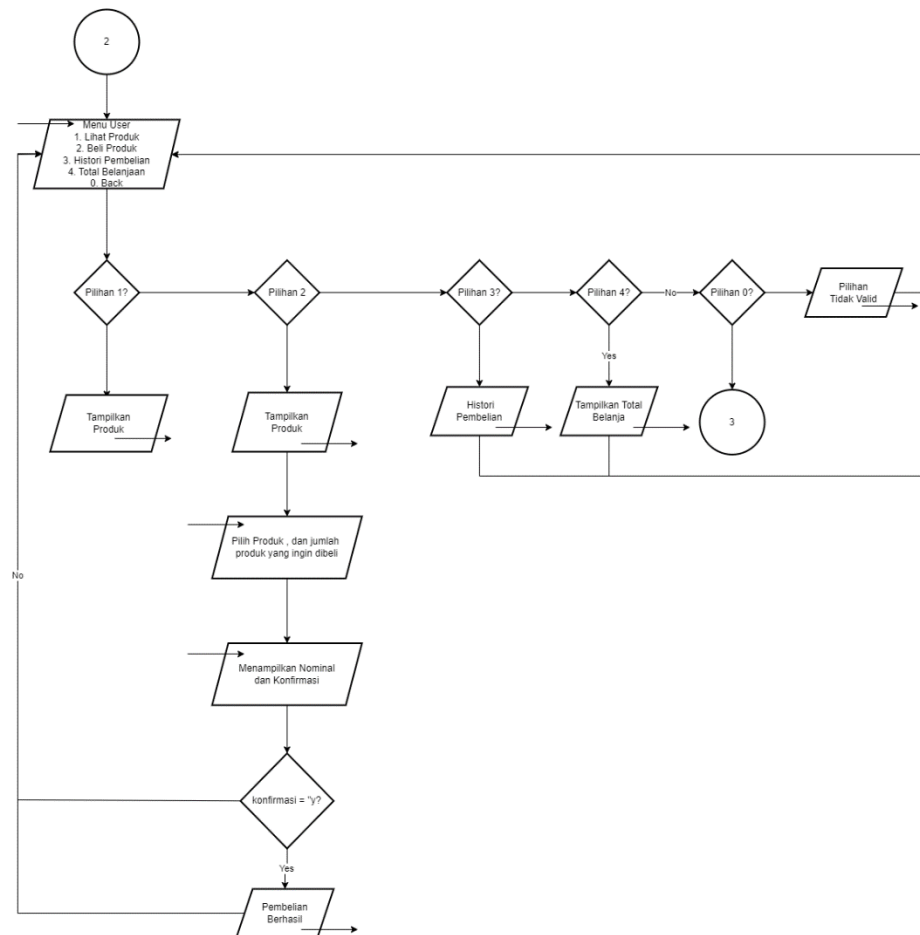 2
Menu User
1. Lihat Produk
2. Beli Produk
3. Histori Pembelian
4. Total Belanjaan
0. Back
Pilihan 1?
Pilihan 2
Pilihan 3?
Pilihan 4?
No
Pilihan 0?
Pilihan
Tidak Valid
Yes
Tampilkan
Produk
Tampilkan
Produk
Histori
Pembelian
Tampilkan Total
Belanja
3
Pilih Produk , dan jumlah
produk yang ingin dibeli
No
Menampilkan Nominal
dan Konfirmasi
konfirmasi = "y?
Yes
Pembelian
Berhasil